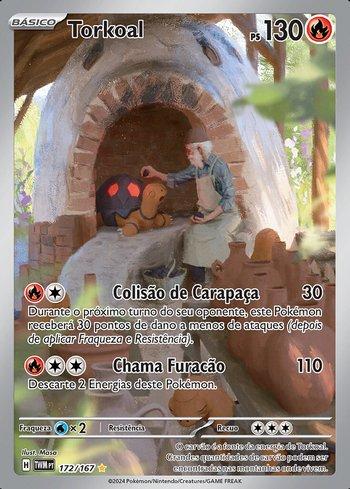 BÁSICO
Torkoal
PS 130
Colisão de Carapaça 30
Durante o próximo turno do seu oponente, este Pokémon
receberá 30 pontos de dano a menos de ataques (depois
de aplicar Fraqueza e Resistência).
Chama Furacão 110
Descarte 2 Energias deste Pokémon.
Fraqueza ×2 Resistência Recuo
Ilust. Masa
H TWM PT 172/167
O carvão é a fonte da energia de Torkoal.
Grandes quantidades de carvão podem ser
encontradas nas montanhas onde vivem.
©2024 Pokémon/Nintendo/Creatures/GAME FREAK